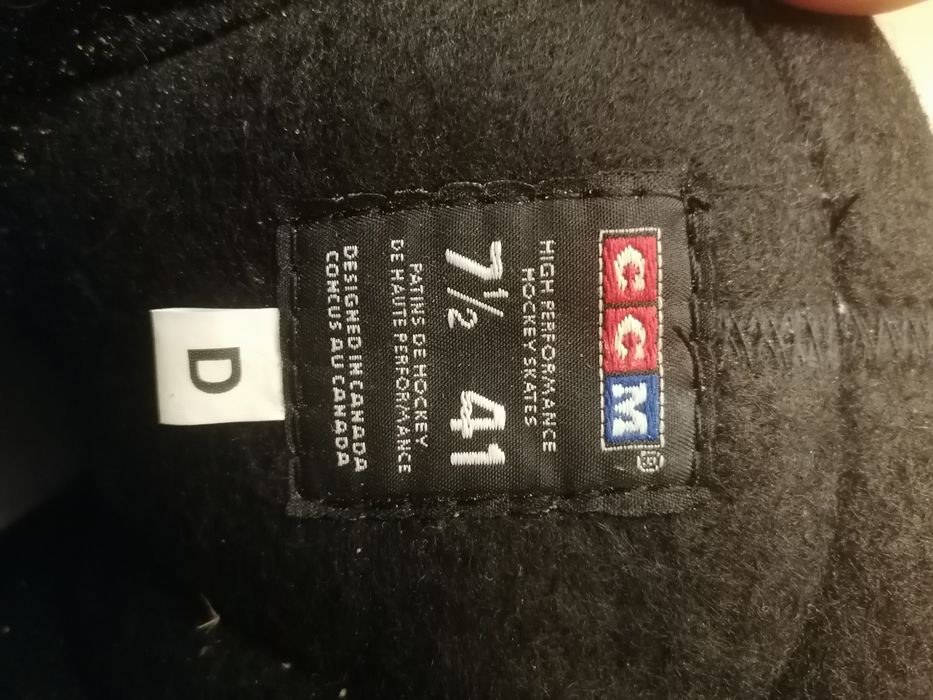 CCM®
HIGH PERFORMANCE
HOCKEY SKATES
7½ 41
PATINS DE HOCKEY
DE HAUTE PERFORMANCE
DESIGNED IN CANADA
CONCUS AU CANADA
D